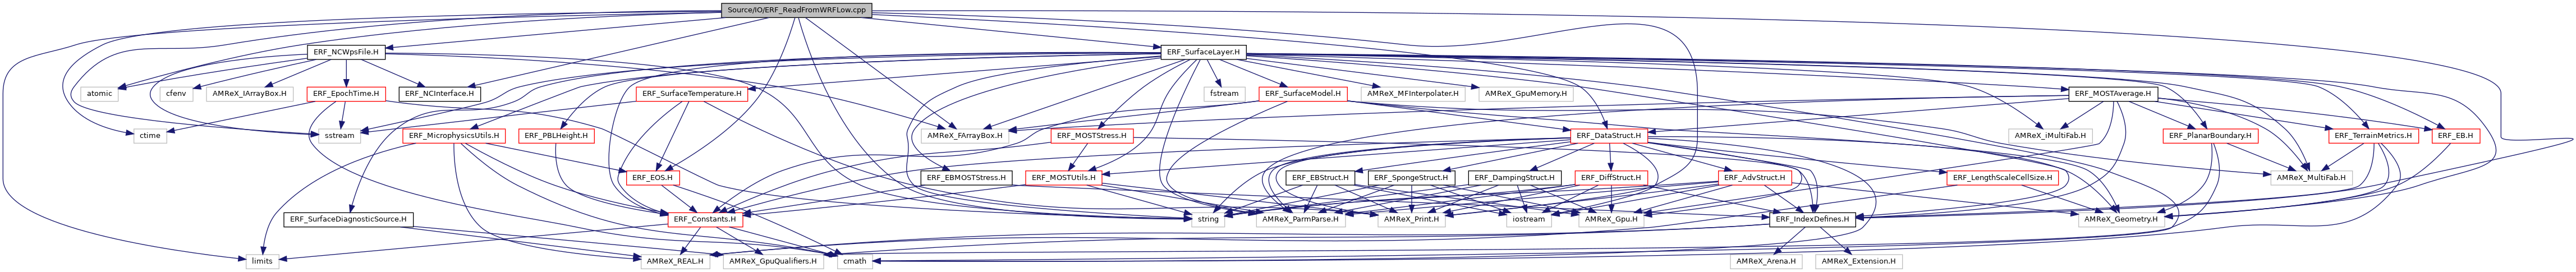 Source/IO/ERF_ReadFromWRFLow.cpp
ERF_NCWpsFile.H
ERF_SurfaceLayer.H
atomic
cfenv
AMReX_IArrayBox.H
ERF_EpochTime.H
ERF_NCInterface.H
ERF_SurfaceTemperature.H
fstream
ERF_SurfaceModel.H
AMReX_MFInterpolater.H
AMReX_GpuMemory.H
ERF_MOSTAverage.H
ctime
sstream
ERF_MicrophysicsUtils.H
ERF_PBLHeight.H
AMReX_FArrayBox.H
ERF_MOSTStress.H
ERF_DataStruct.H
AMReX_iMultiFab.H
ERF_PlanarBoundary.H
ERF_TerrainMetrics.H
ERF_EB.H
ERF_EOS.H
ERF_EBMOSTStress.H
ERF_MOSTUtils.H
ERF_EBStruct.H
ERF_SpongeStruct.H
ERF_DampingStruct.H
ERF_DiffStruct.H
ERF_AdvStruct.H
ERF_LengthScaleCellSize.H
AMReX_MultiFab.H
ERF_SurfaceDiagnosticSource.H
ERF_Constants.H
string
AMReX_ParmParse.H
AMReX_Print.H
iostream
AMReX_Gpu.H
ERF_IndexDefines.H
AMReX_Geometry.H
limits
AMReX_REAL.H
AMReX_GpuQualifiers.H
cmath
AMReX_Arena.H
AMReX_Extension.H